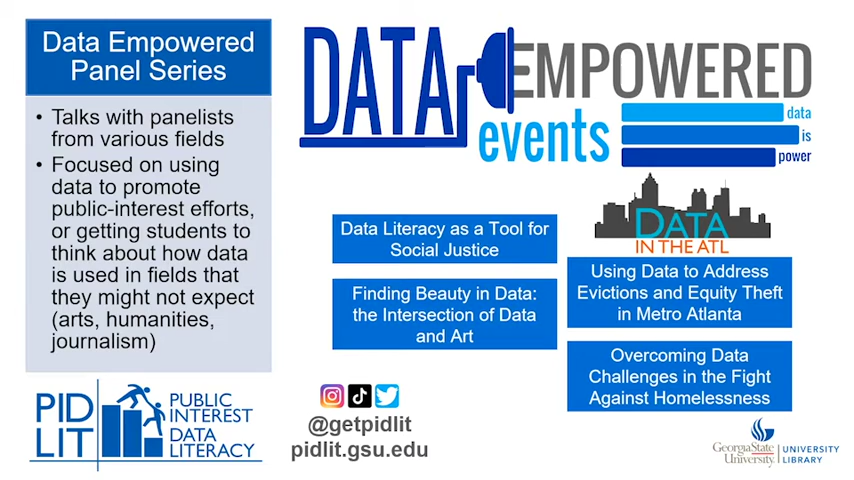 Data Empowered
Panel Series
• Talks with panelists
from various fields
• Focused on using
data to promote
public-interest efforts,
or getting students to
think about how data
is used in fields that
they might not expect
(arts, humanities,
journalism)
PID
LIT
PUBLIC
INTEREST
DATA
LITERACY
DATA EMPOWERED
events
data
is
power
Data Literacy as a Tool for
Social Justice
Finding Beauty in Data:
the Intersection of Data
and Art
DATA
IN THE ATL
Using Data to Address
Evictions and Equity Theft
in Metro Atlanta
Overcoming Data
Challenges in the Fight
Against Homelessness
@getpidlit
pidlit.gsu.edu
GeorgiaState
University
UNIVERSITY
LIBRARY